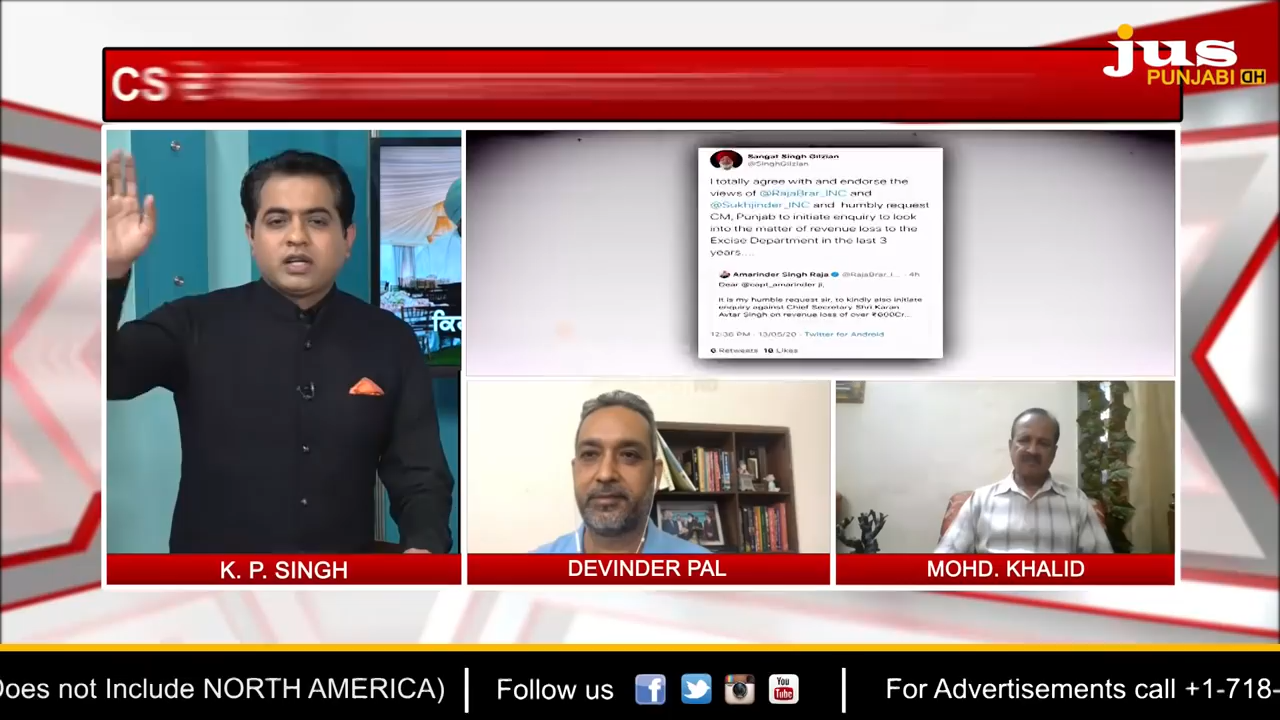 jus
PUNJABI HD
CS
Sangat Singh Gilzian
@SinghGilzian
I totally agree with and endorse the
views of @RajaBrar_INC and
@Sukhjinder_INC and humbly request
CM, Punjab to initiate enquiry to look
into the matter of revenue loss to the
Excise Department in the last 3
years....
Amarinder Singh Raja @RajaBrar_I... · 4h
Dear @capt_amarinder ji,
It is my humble request sir, to kindly also initiate
enquiry against Chief Secretary Shri Karan
Avtar Singh on revenue loss of over ₹600Cr...
12:36 PM · 13/05/20 · Twitter for Android
6 Retweets 10 Likes
ਕਿ
K. P. SINGH
DEVINDER PAL
MOHD. KHALID
Does not Include NORTH AMERICA)
Follow us
You Tube
For Advertisements call +1-718-